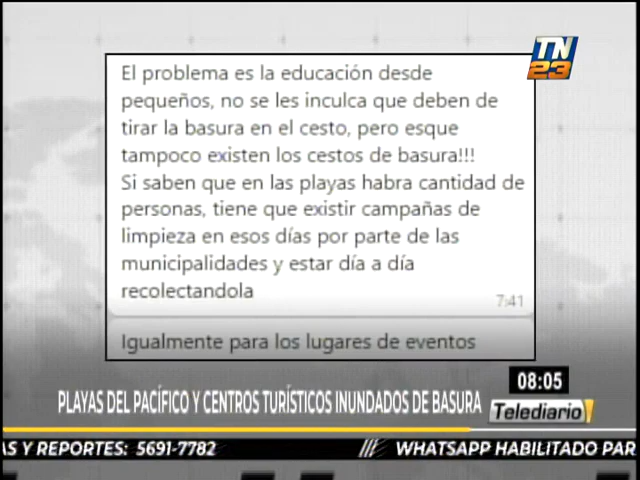 TN
23
El problema es la educación desde
pequeños, no se les inculca que deben de
tirar la basura en el cesto, pero esque
tampoco existen los cestos de basura!!!
Si saben que en las playas habra cantidad de
personas, tiene que existir campañas de
limpieza en esos días por parte de las
municipalidades y estar día a día
recolectandola
7:41
Igualmente para los lugares de eventos
08:05
PLAYAS DEL PACÍFICO Y CENTROS TURÍSTICOS INUNDADOS DE BASURA
Telediario
AS Y REPORTES: 5691-7782 /// WHATSAPP HABILITADO PAR